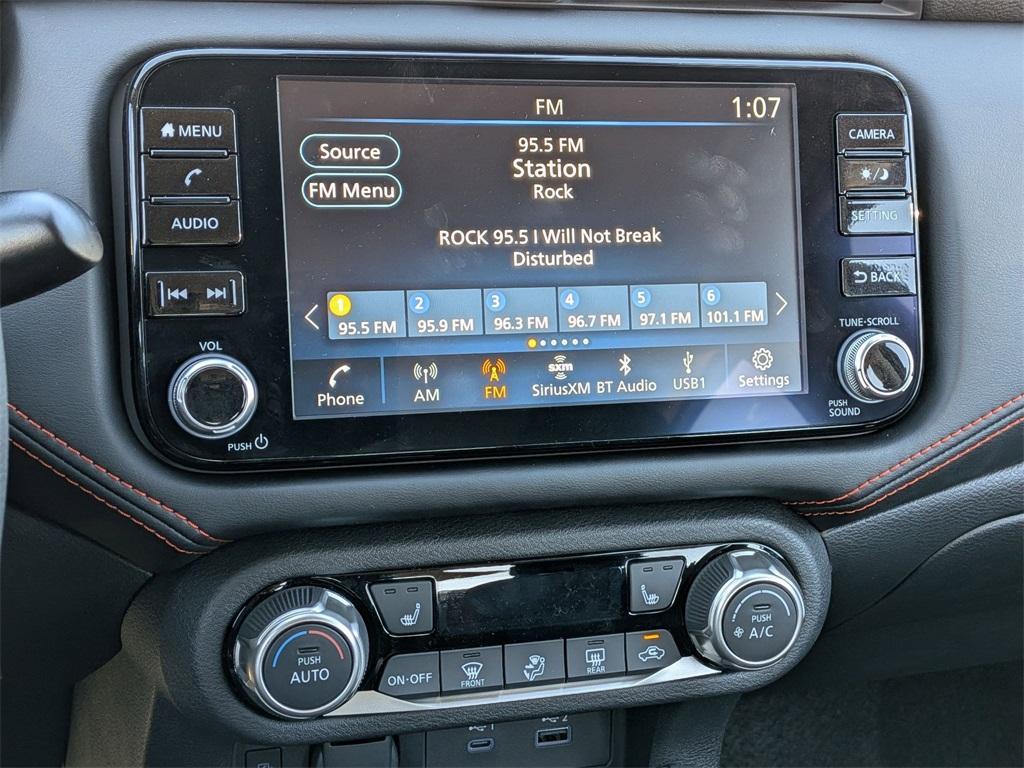 MENU
AUDIO
VOL
PUSH
FM
1:07
Source
FM Menu
95.5 FM
Station
Rock
ROCK 95.5 I Will Not Break
Disturbed
1 2 3 4 5 6
95.5 FM 95.9 FM 96.3 FM 96.7 FM 97.1 FM 101.1 FM
sxm
Phone AM FM SiriusXM BT Audio USB1 Settings
CAMERA
SETTING
BACK
TUNE·SCROLL
PUSH
SOUND
PUSH
AUTO
ON·OFF
FRONT
REAR
PUSH
A/C
1
2